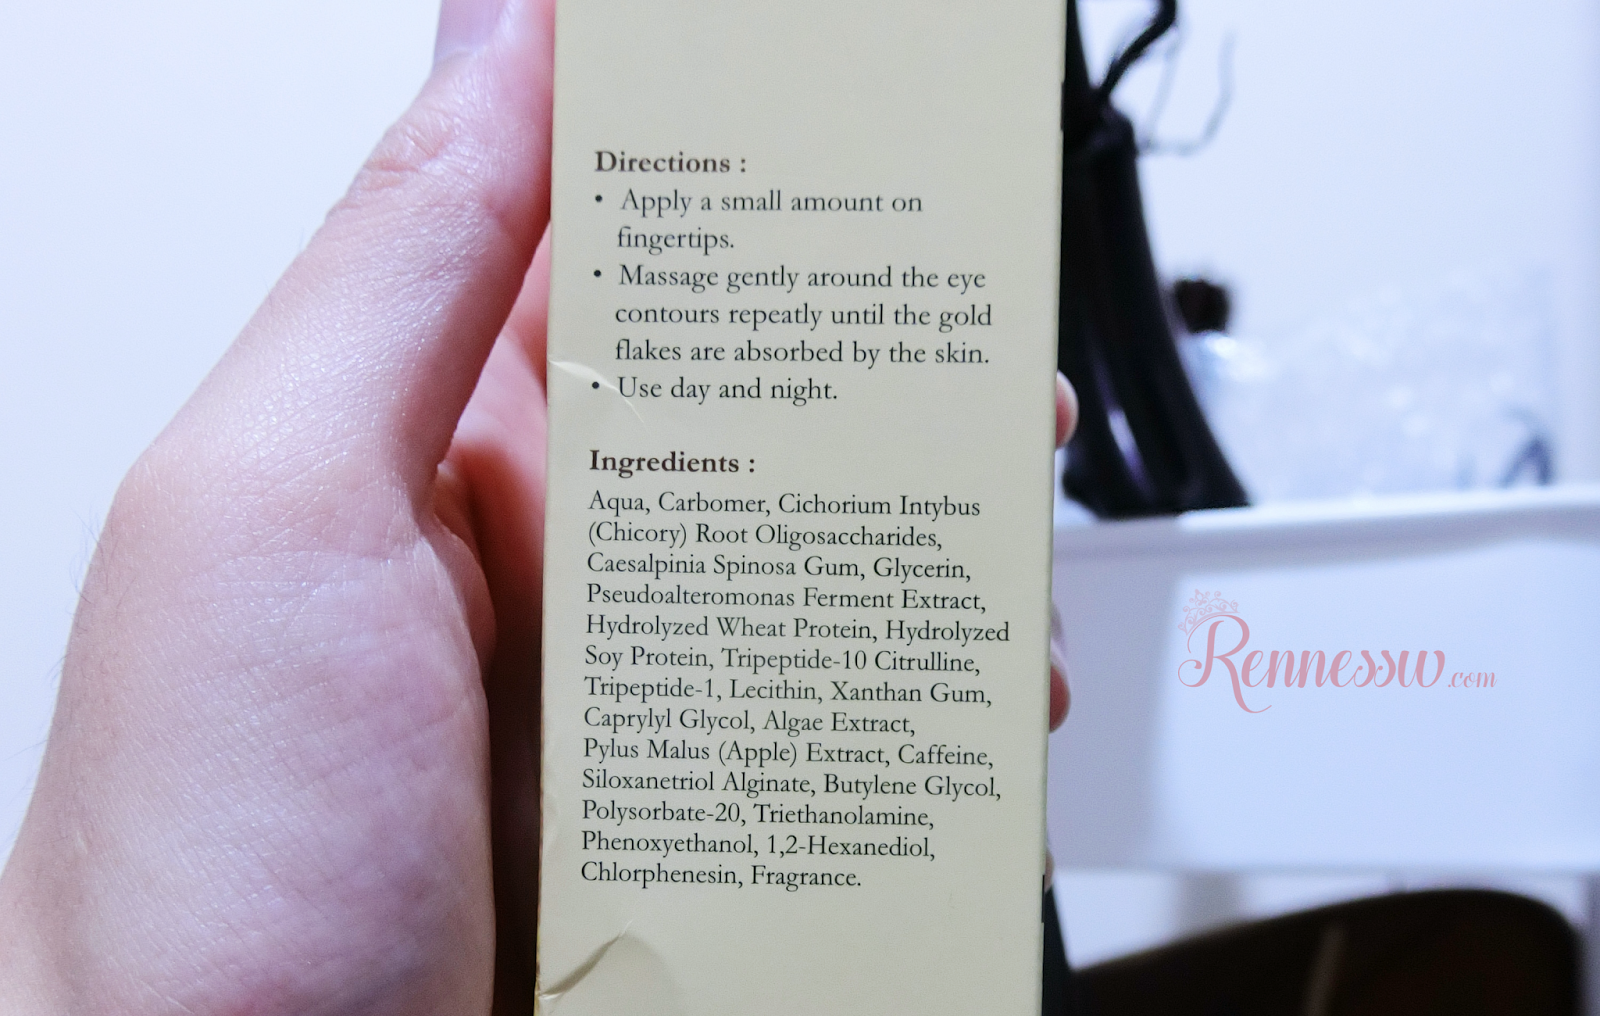 Directions :
• Apply a small amount on
fingertips.
• Massage gently around the eye
contours repeatly until the gold
flakes are absorbed by the skin.
• Use day and night.
Ingredients :
Aqua, Carbomer, Cichorium Intybus
(Chicory) Root Oligosaccharides,
Caesalpinia Spinosa Gum, Glycerin,
Pseudoalteromonas Ferment Extract,
Hydrolyzed Wheat Protein, Hydrolyzed
Soy Protein, Tripeptide-10 Citrulline,
Tripeptide-1, Lecithin, Xanthan Gum,
Caprylyl Glycol, Algae Extract,
Pylus Malus (Apple) Extract, Caffeine,
Siloxanetriol Alginate, Butylene Glycol,
Polysorbate-20, Triethanolamine,
Phenoxyethanol, 1,2-Hexanediol,
Chlorphenesin, Fragrance.
Rennessw.com